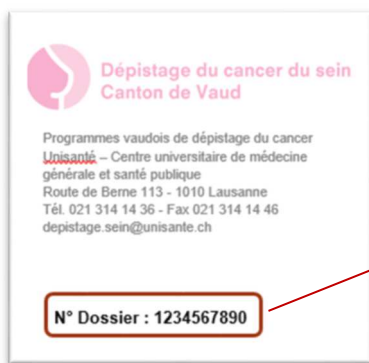 Dépistage du cancer du sein
Canton de Vaud
Programmes vaudois de dépistage du cancer
Unisanté – Centre universitaire de médecine
générale et santé publique
Route de Berne 113 - 1010 Lausanne
Tél. 021 314 14 36 - Fax 021 314 14 46
depistage.sein@unisante.ch
N° Dossier : 1234567890